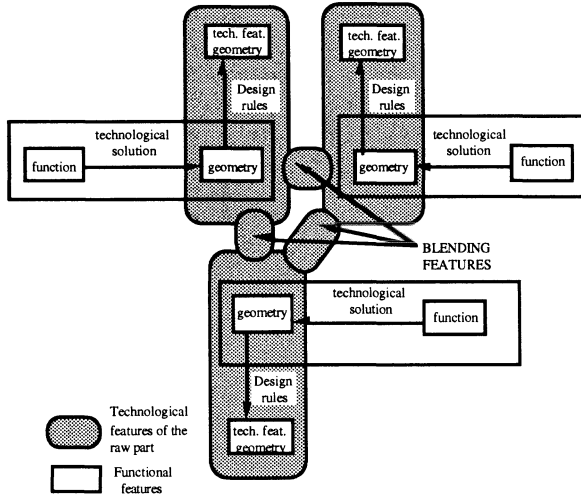 tech. feat.
geometry
tech. feat.
geometry
Design
rules
Design
rules
technological
solution
technological
solution
function
geometry
geometry
function
BLENDING
FEATURES
technological
solution
geometry
function
Design
rules
tech. feat.
geometry
Technological
features of the
raw part
Functional
features